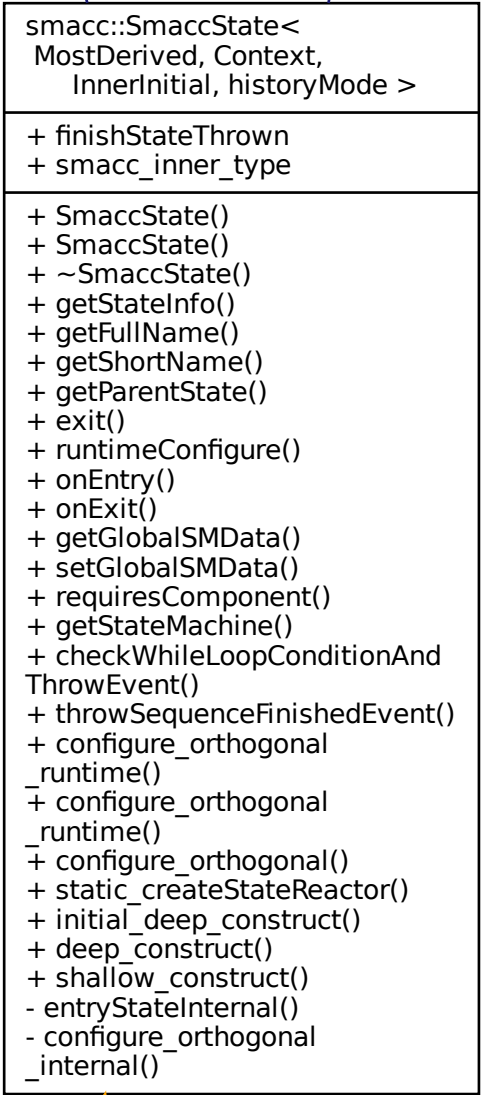 smacc::SmaccState<
MostDerived, Context,
InnerInitial, historyMode >
+ finishStateThrown
+ smacc_inner_type
+ SmaccState()
+ SmaccState()
+ ~SmaccState()
+ getStateInfo()
+ getFullName()
+ getShortName()
+ getParentState()
+ exit()
+ runtimeConfigure()
+ onEntry()
+ onExit()
+ getGlobalSMData()
+ setGlobalSMData()
+ requiresComponent()
+ getStateMachine()
+ checkWhileLoopConditionAnd
ThrowEvent()
+ throwSequenceFinishedEvent()
+ configure_orthogonal
_runtime()
+ configure_orthogonal
_runtime()
+ configure_orthogonal()
+ static_createStateReactor()
+ initial_deep_construct()
+ deep_construct()
+ shallow_construct()
- entryStateInternal()
- configure_orthogonal
_internal()